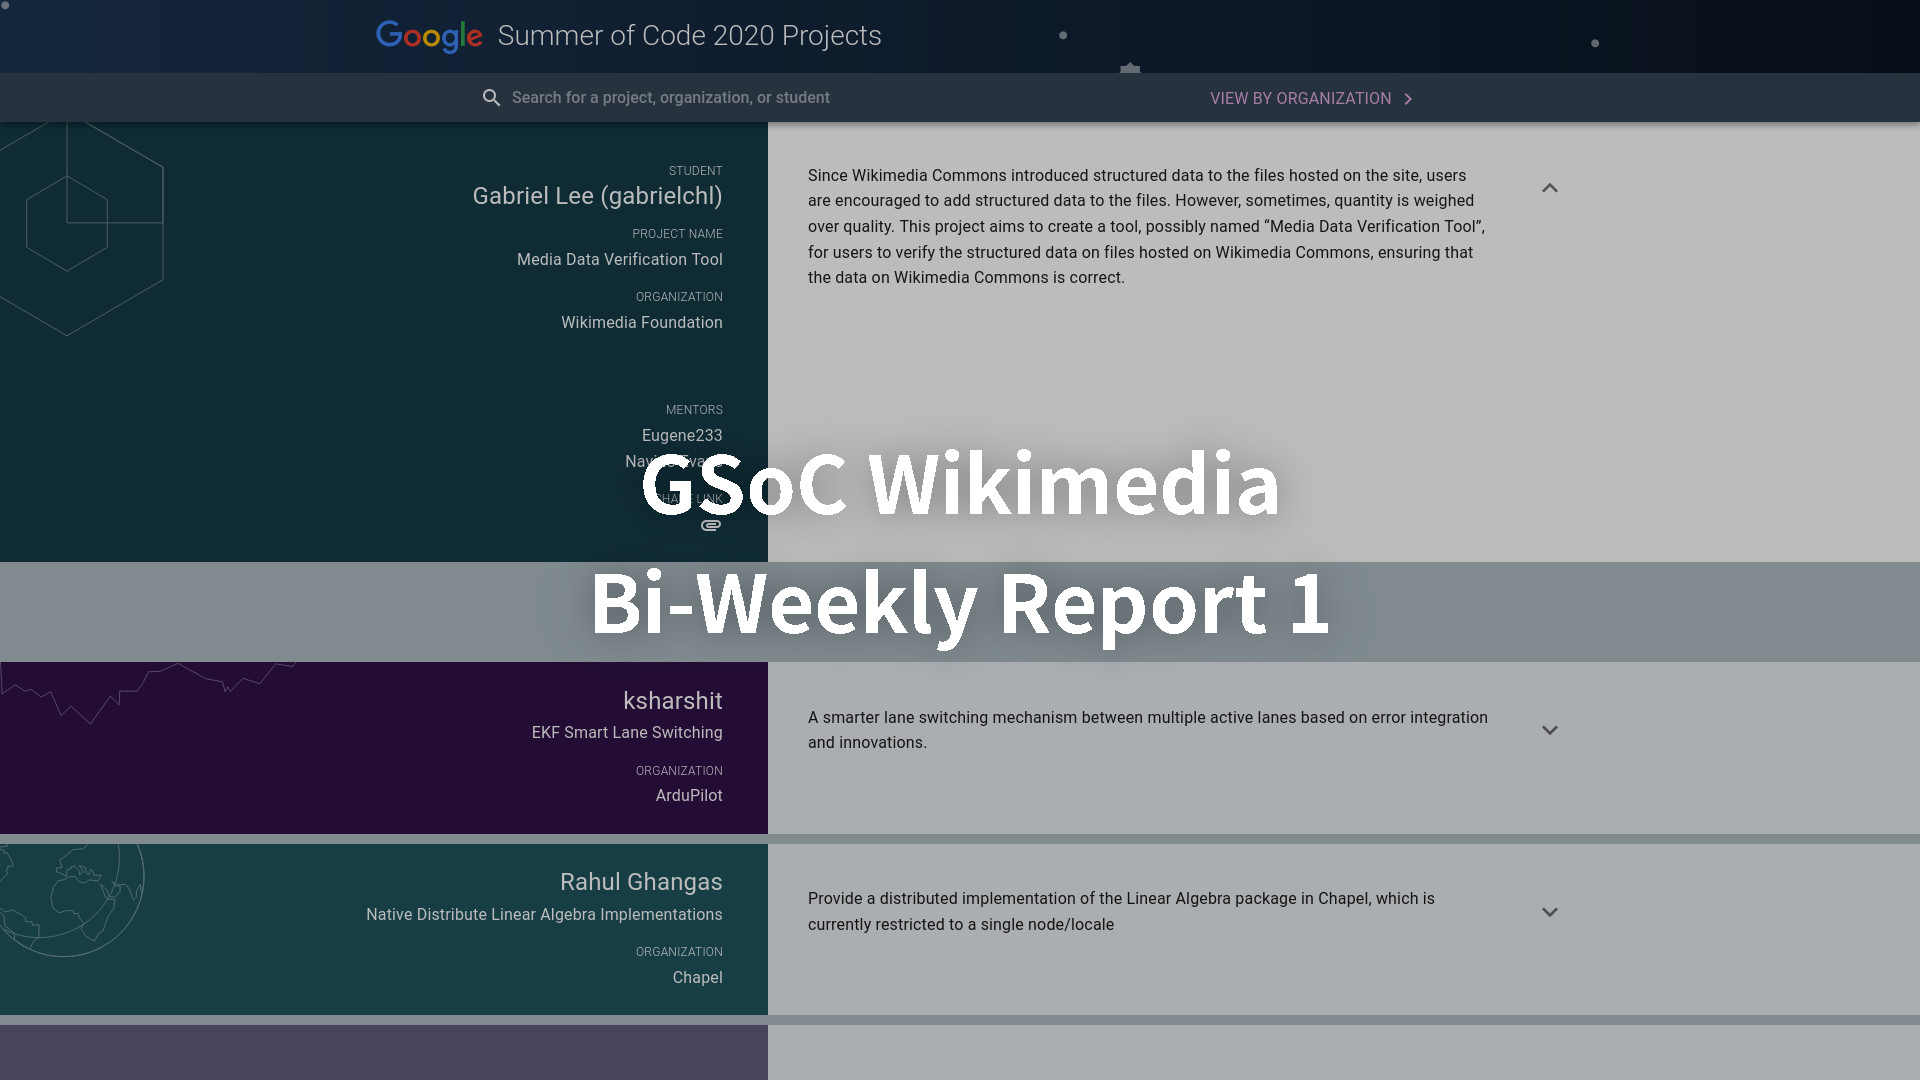 Google Summer of Code 2020 Projects
Search for a project, organization, or student
VIEW BY ORGANIZATION
STUDENT
Gabriel Lee (gabrielchl)
PROJECT NAME
Media Data Verification Tool
ORGANIZATION
Wikimedia Foundation
MENTORS
Eugene233
Since Wikimedia Commons introduced structured data to the files hosted on the site, users
are encouraged to add structured data to the files. However, sometimes, quantity is weighed
over quality. This project aims to create a tool, possibly named “Media Data Verification Tool”,
for users to verify the structured data on files hosted on Wikimedia Commons, ensuring that
the data on Wikimedia Commons is correct.
GSoC Wikimedia
Bi-Weekly Report 1
LINK
ksharshit
EKF Smart Lane Switching
ORGANIZATION
ArduPilot
A smarter lane switching mechanism between multiple active lanes based on error integration
and innovations.
Rahul Ghangas
Native Distribute Linear Algebra Implementations
ORGANIZATION
Chapel
Provide a distributed implementation of the Linear Algebra package in Chapel, which is
currently restricted to a single node/locale